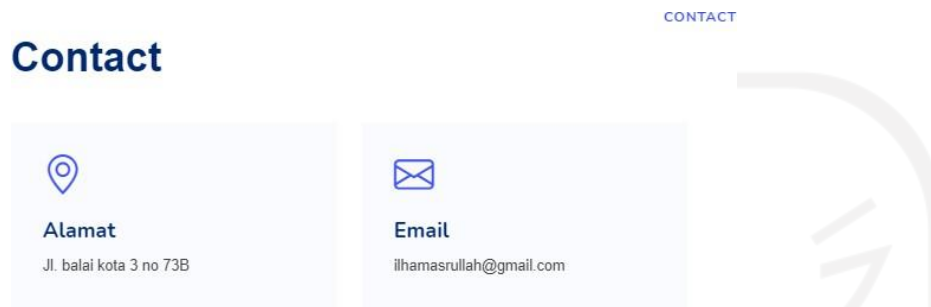 CONTACT
Contact
Alamat
Jl. balai kota 3 no 73B
Email
ilhamasrullah@gmail.com